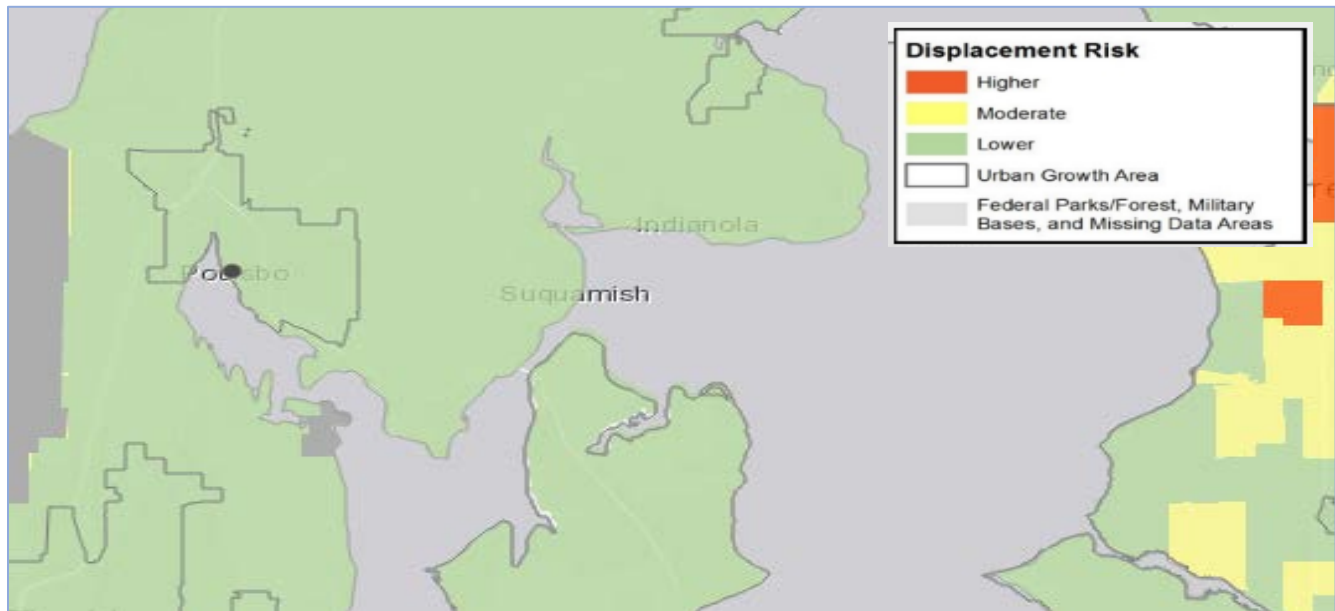 Displacement Risk
Higher
Moderate
Lower
Urban Growth Area
Federal Parks/Forest, Military
Bases, and Missing Data Areas
Indianola
Poulsbo
Suquamish